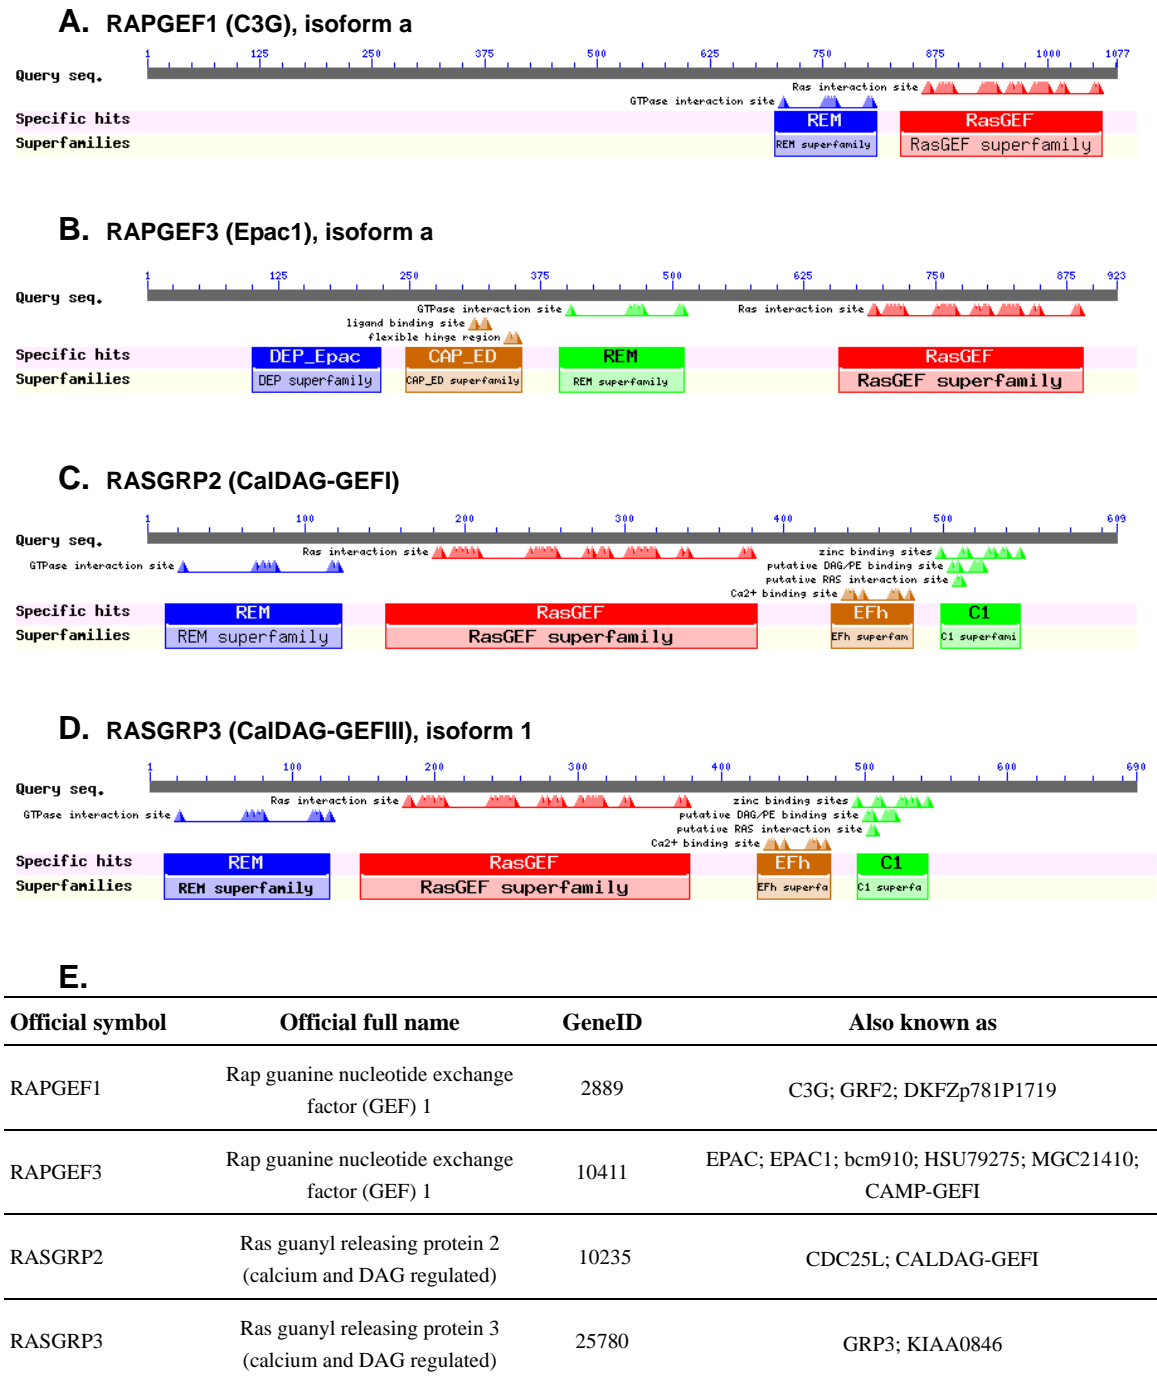 A. RAPGEF1 (C3G), isoform a
1 125 250 375 500 625 750 875 1000 1077
Query seq.
Ras interaction site
GTPase interaction site
Specific hits REM RasGEF
Superfamilies REM superfamily RasGEF superfamily
B. RAPGEF3 (Epac1), isoform a
1 125 250 375 500 625 750 875 923
Query seq.
GTPase interaction site Ras interaction site
ligand binding site
flexible hinge region
Specific hits DEP_Epac CAP_ED REM RasGEF
Superfamilies DEP superfamily CAP_ED superfamily REM superfamily RasGEF superfamily
C. RASGRP2 (CalDAG-GEFI)
1 100 200 300 400 500 609
Query seq.
Ras interaction site zinc binding sites
GTPase interaction site putative DAG/PE binding site
putative RAS interaction site
Ca2+ binding site
Specific hits REM RasGEF EFh C1
Superfamilies REM superfamily RasGEF superfamily EFh superfam C1 superfami
D. RASGRP3 (CalDAG-GEFIII), isoform 1
1 100 200 300 400 500 600 690
Query seq.
Ras interaction site zinc binding sites
GTPase interaction site putative DAG/PE binding site
putative RAS interaction site
Ca2+ binding site
Specific hits REM RasGEF EFh C1
Superfamilies REM superfamily RasGEF superfamily EFh superfa C1 superfa
E.
Official symbol Official full name GeneID Also known as
RAPGEF1 Rap guanine nucleotide exchange factor (GEF) 1 2889 C3G; GRF2; DKFZp781P1719
RAPGEF3 Rap guanine nucleotide exchange factor (GEF) 1 10411 EPAC; EPAC1; bcm910; HSU79275; MGC21410; CAMP-GEFI
RASGRP2 Ras guanyl releasing protein 2 (calcium and DAG regulated) 10235 CDC25L; CALDAG-GEFI
RASGRP3 Ras guanyl releasing protein 3 (calcium and DAG regulated) 25780 GRP3; KIAA0846